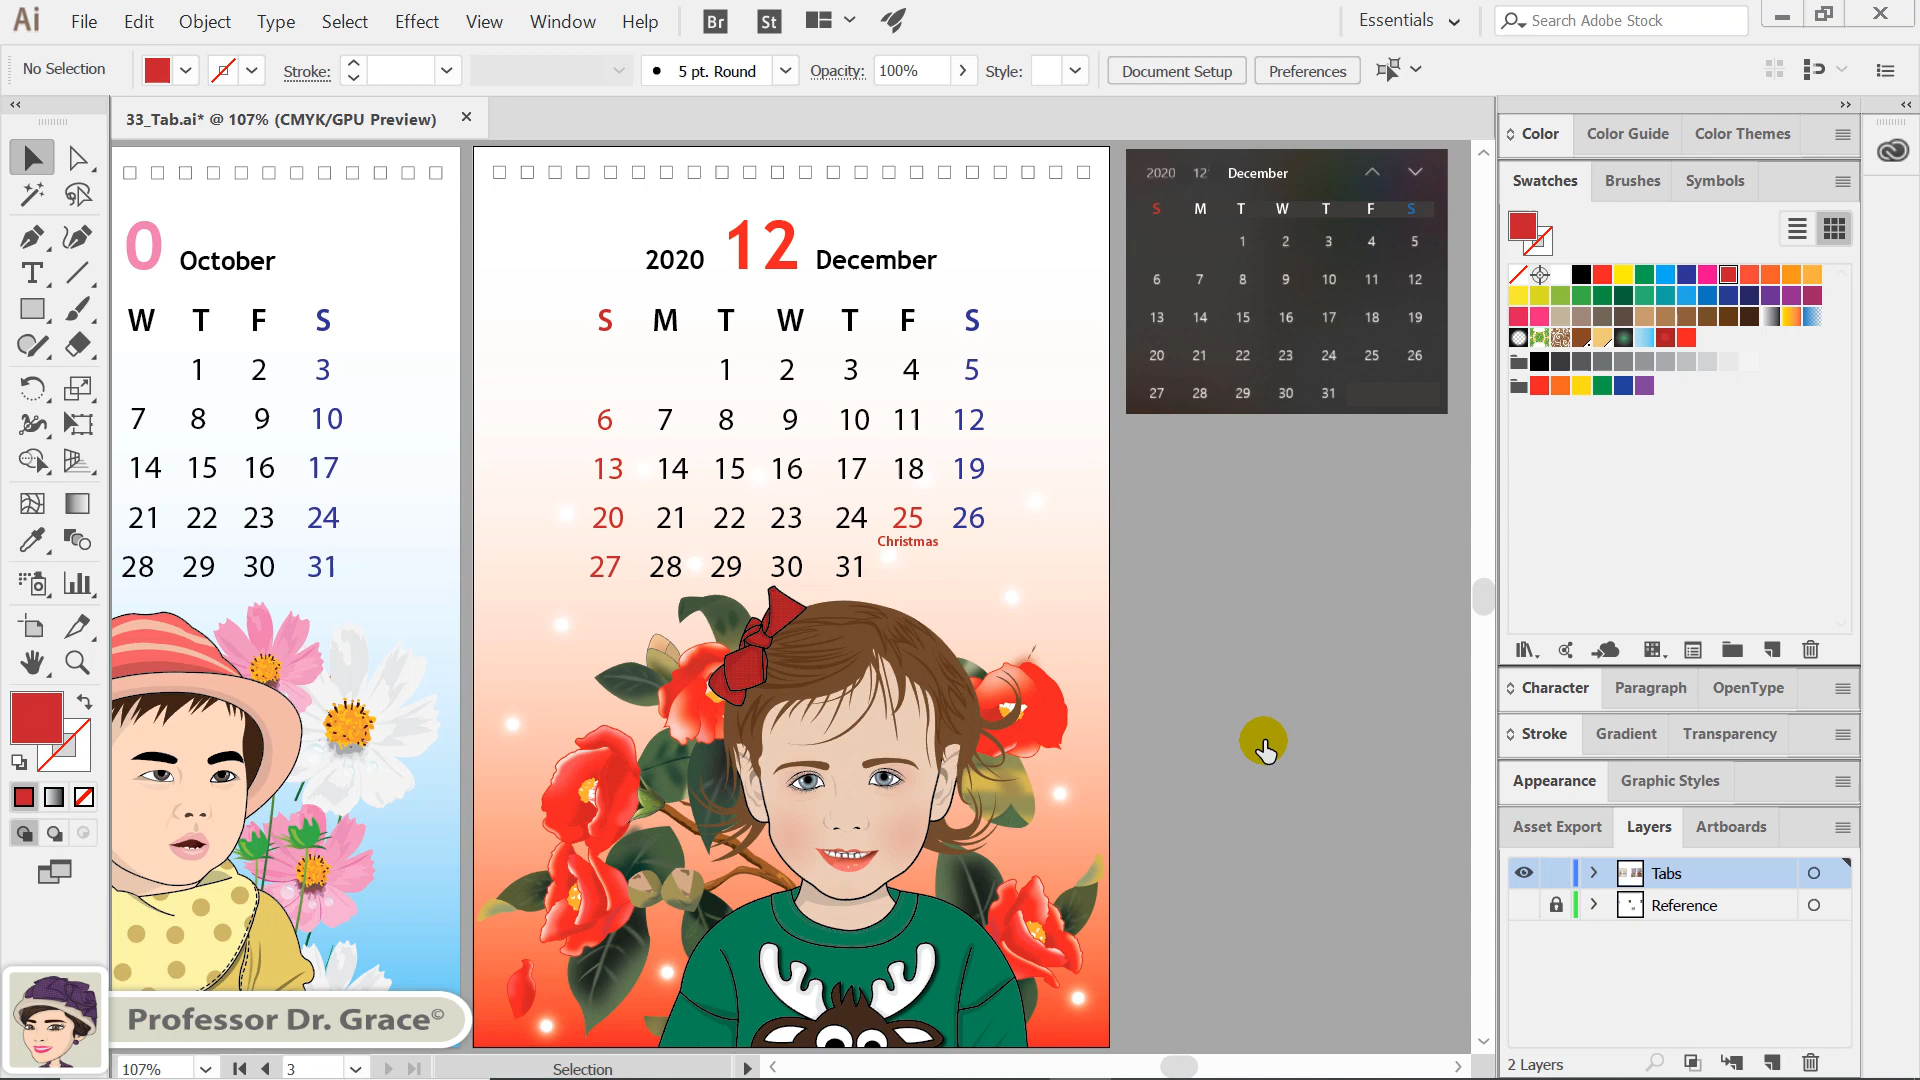 Ai File Edit Object Type Select Effect View Window Help Br St Essentials Search Adobe Stock
No Selection Stroke: 5 pt. Round Opacity: 100% Style: Document Setup Preferences
33_Tab.ai* @ 107% (CMYK/GPU Preview)
0 October
W T F S
1 2 3
7 8 9 10
14 15 16 17
21 22 23 24
28 29 30 31
2020 12 December
S M T W T F S
1 2 3 4 5
6 7 8 9 10 11 12
13 14 15 16 17 18 19
20 21 22 23 24 25 26
Christmas
27 28 29 30 31
2020 12 December
S M T W T F S
1 2 3 4 5
6 7 8 9 10 11 12
13 14 15 16 17 18 19
20 21 22 23 24 25 26
27 28 29 30 31
Color Color Guide Color Themes
Swatches Brushes Symbols
Character Paragraph OpenType
Stroke Gradient Transparency
Appearance Graphic Styles
Asset Export Layers Artboards
Tabs
Reference
2 Layers
Professor Dr. Grace©
107% 3 Selection